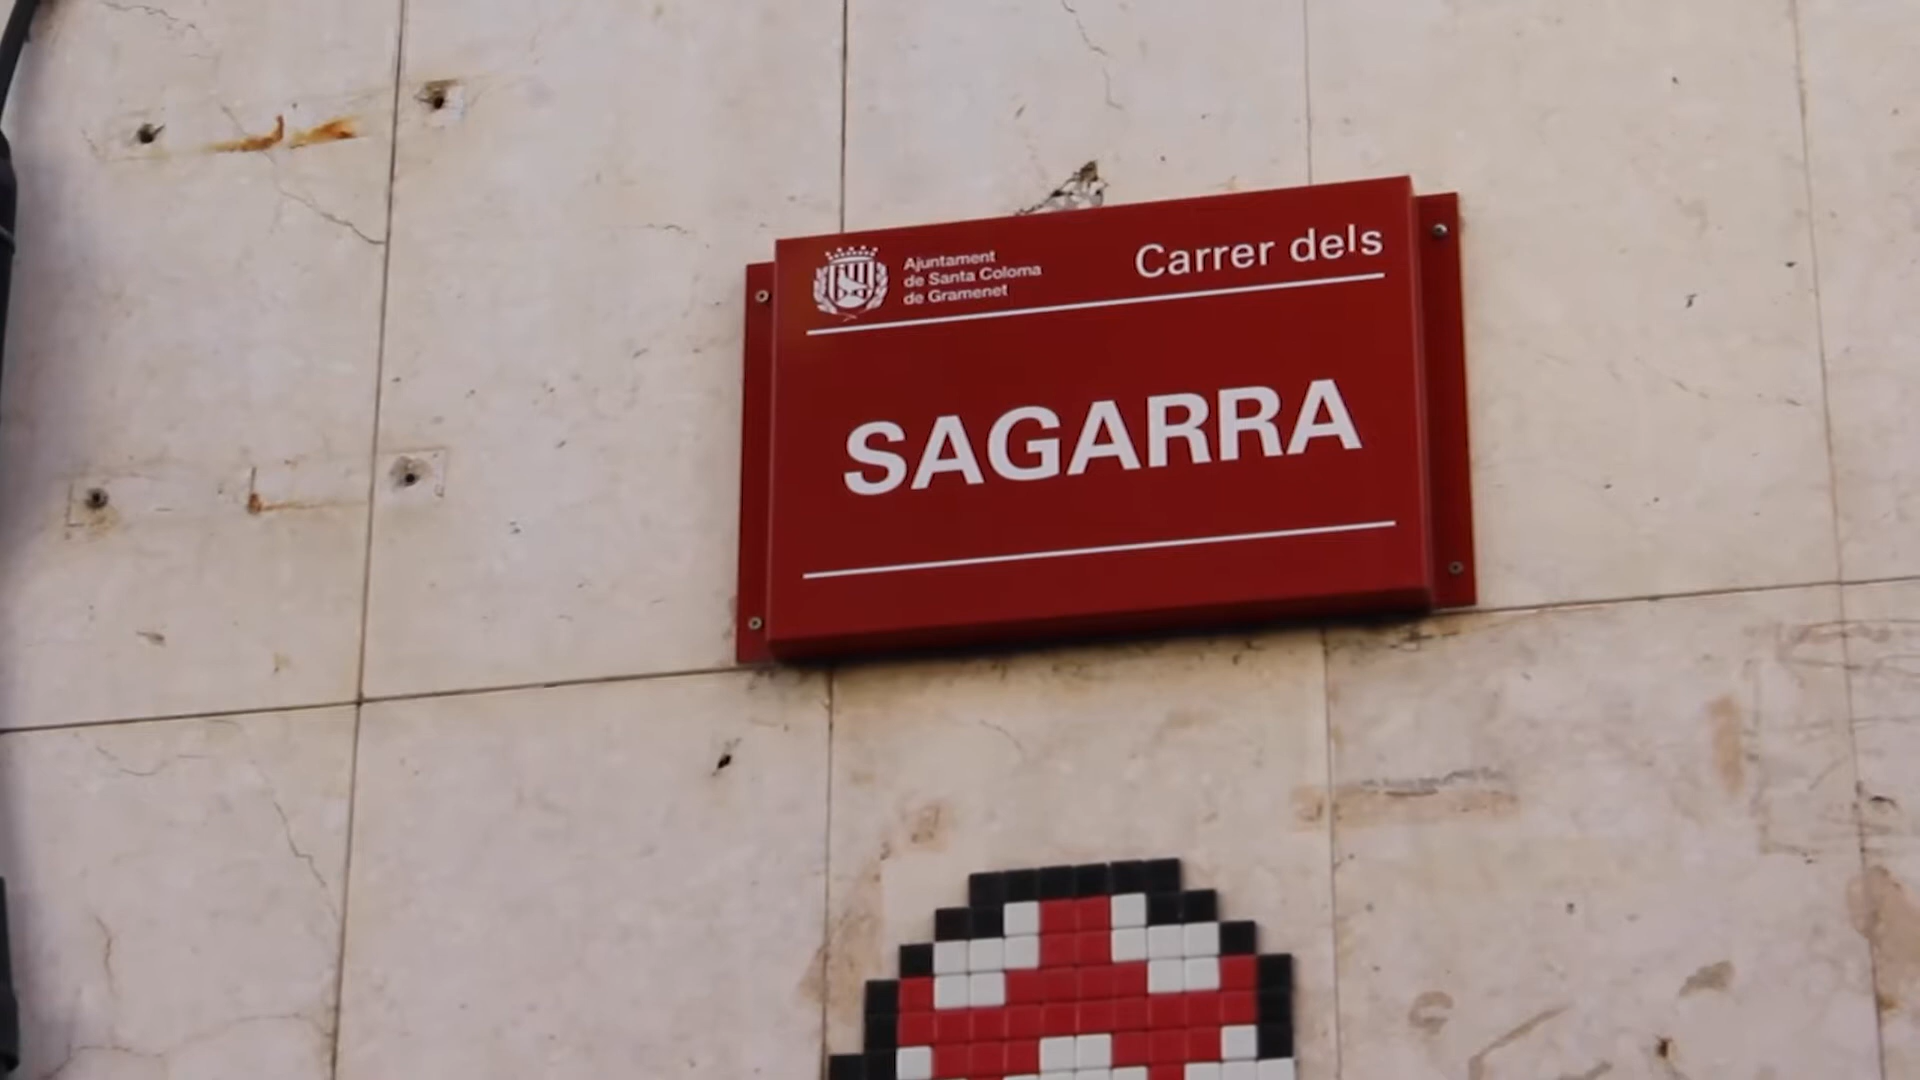 Ajuntament
de Santa Coloma
de Gramenet
Carrer dels
SAGARRA